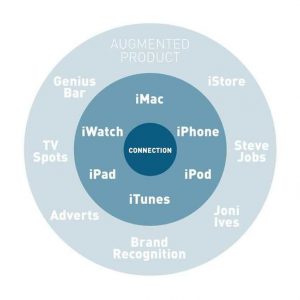 AUGMENTED
PRODUCT
Genius
Bar
iStore
iMac
iWatch
iPhone
TV
Spots
CONNECTION
Steve
Jobs
iPad
iPod
iTunes
Adverts
Joni
Ives
Brand
Recognition